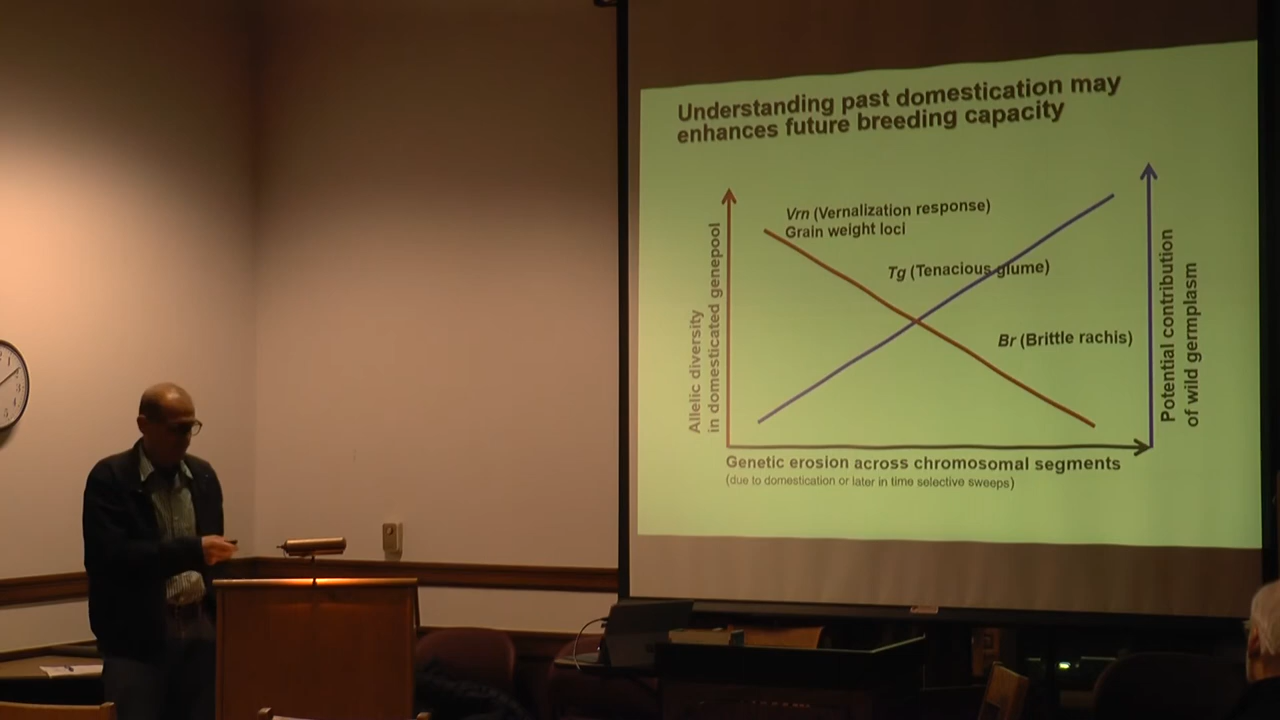 Understanding past domestication may
enhances future breeding capacity
Vrn (Vernalization response)
Grain weight loci
Tg (Tenacious glume)
Br (Brittle rachis)
Allelic diversity
in domesticated genepool
Potential contribution
of wild germplasm
Genetic erosion across chromosomal segments
(due to domestication or later in time selective sweeps)